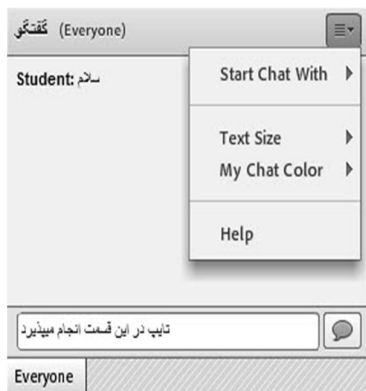 گفتگو (Everyone)
Student: سلام
Start Chat With
Text Size
My Chat Color
Help
تایپ در این قسمت انجام میپذیرد
Everyone